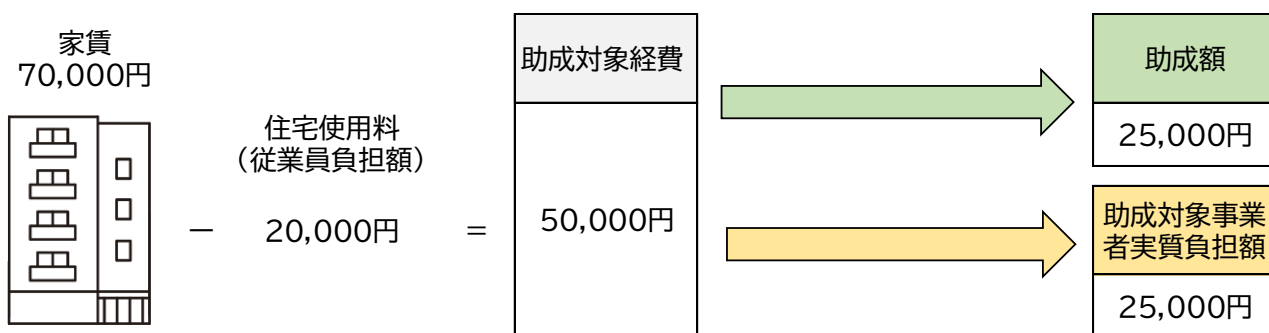 家賃
70,000円
住宅使用料
（従業員負担額）
－
20,000円
＝
助成対象経費
50,000円
助成額
25,000円
助成対象事業
者実質負担額
25,000円